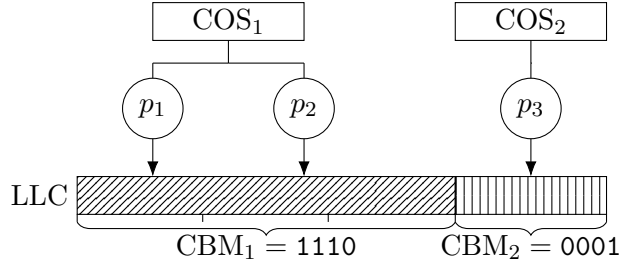 COS₁ COS₂
p₁ p₂ p₃
LLC
CBM₁ = 1110 CBM₂ = 0001